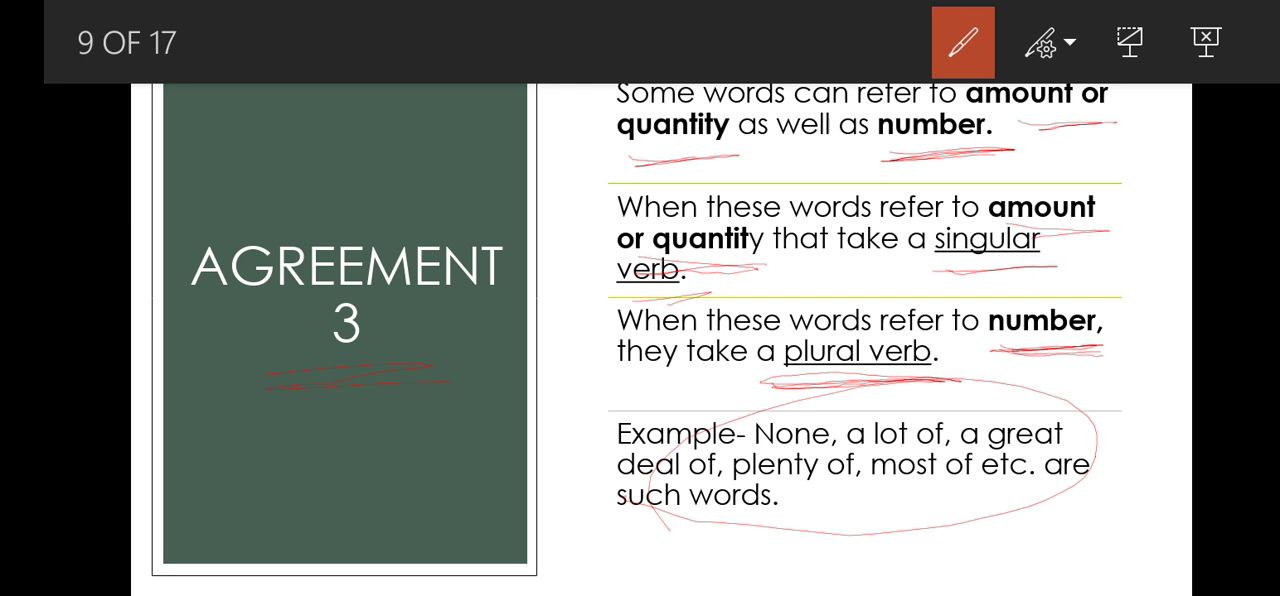 9 OF 17
AGREEMENT
3
Some words can refer to amount or
quantity as well as number.
When these words refer to amount
or quantity that take a singular
verb.
When these words refer to number,
they take a plural verb.
Example- None, a lot of, a great
deal of, plenty of, most of etc. are
such words.